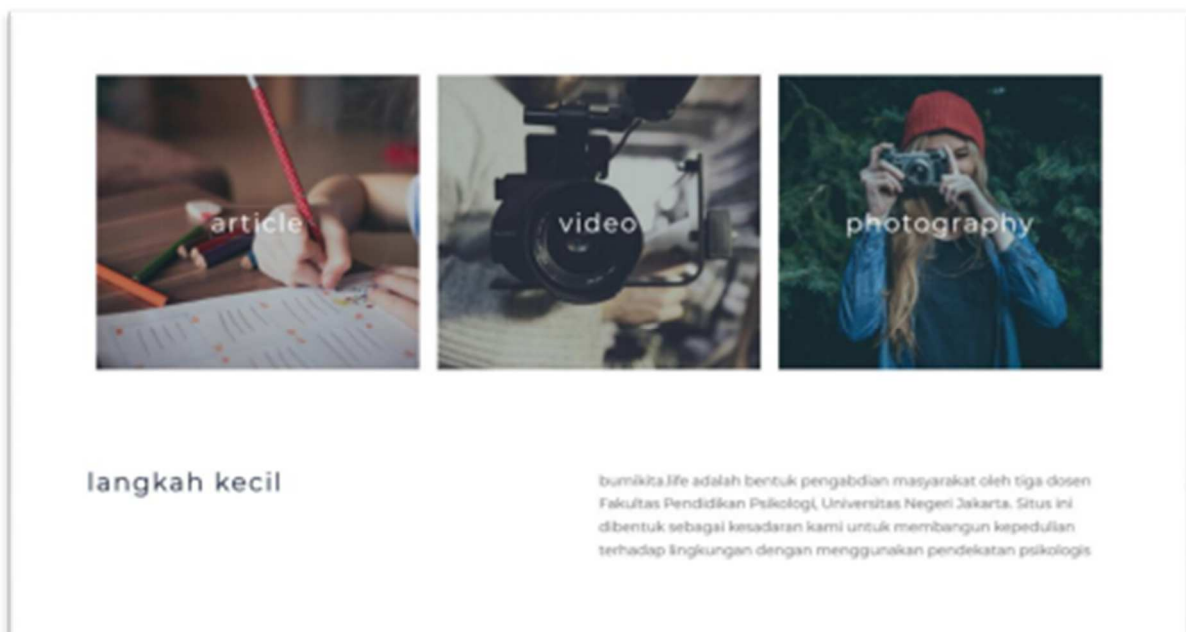 article
video
photography
langkah kecil
bumikita.life adalah bentuk pengabdian masyarakat oleh tiga dosen
Fakultas Pendidikan Psikologi, Universitas Negeri Jakarta. Situs ini
dibentuk sebagai kesadaran kami untuk membangun kepedulian
terhadap lingkungan dengan menggunakan pendekatan psikologis